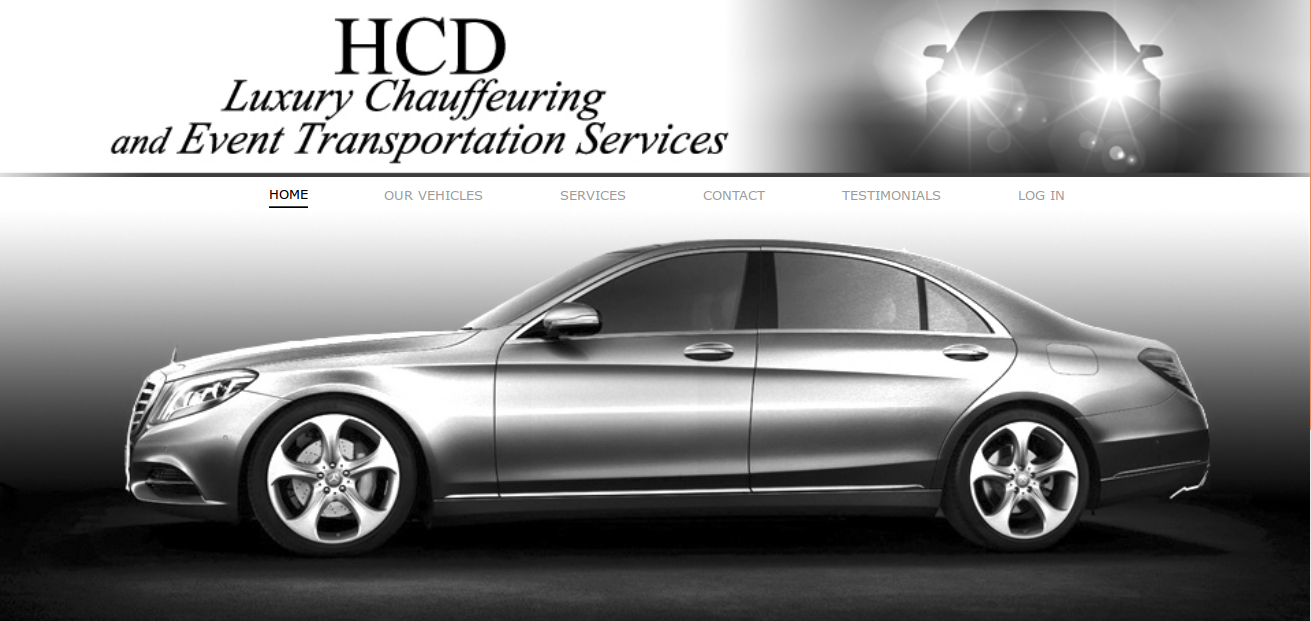 HCD
Luxury Chauffeuring
and Event Transportation Services
HOME OUR VEHICLES SERVICES CONTACT TESTIMONIALS LOG IN